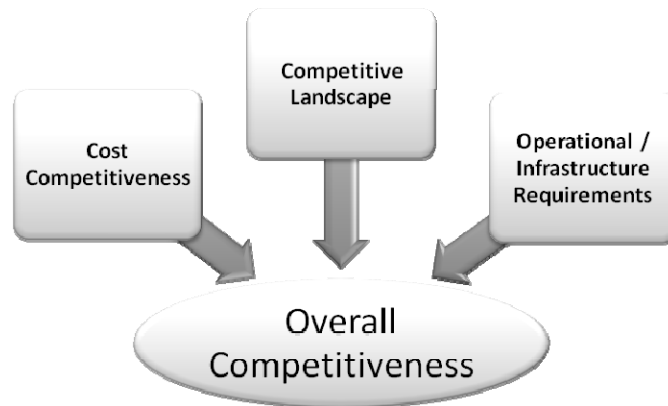 Competitive
Landscape
Cost
Competitiveness
Operational /
Infrastructure
Requirements
Overall
Competitiveness